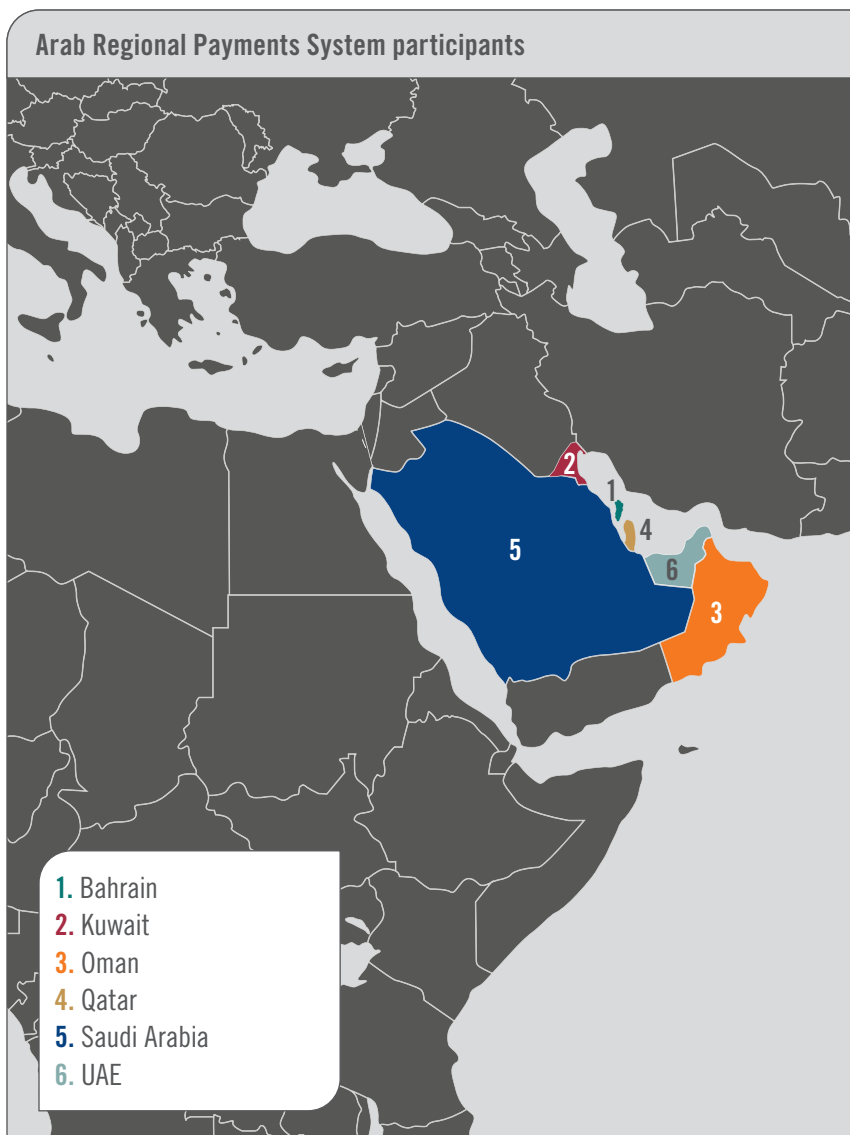 Arab Regional Payments System participants
2
1
4
5
6
3
1. Bahrain
2. Kuwait
3. Oman
4. Qatar
5. Saudi Arabia
6. UAE